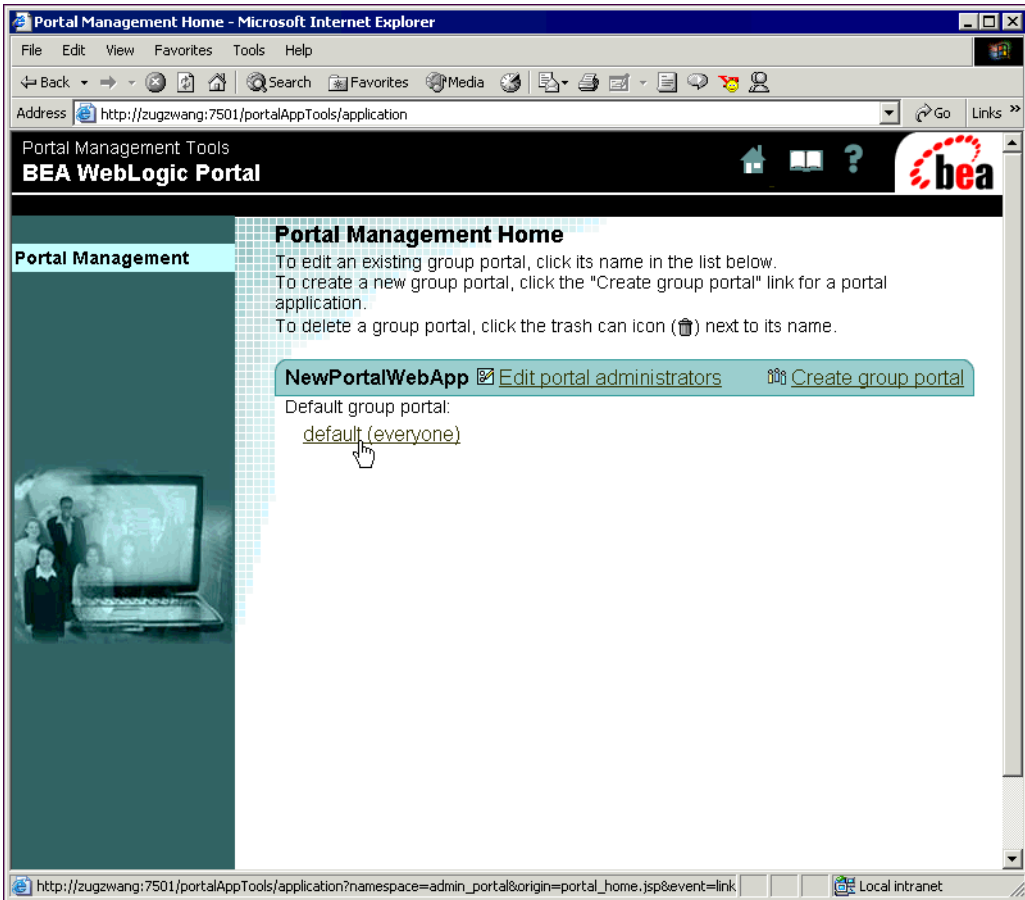 Portal Management Home - Microsoft Internet Explorer
File Edit View Favorites Tools Help
Back Search Favorites Media
Address http://zugzwang:7501/portalAppTools/application Go Links »
Portal Management Tools
BEA WebLogic Portal
? bea
Portal Management
Portal Management Home
To edit an existing group portal, click its name in the list below.
To create a new group portal, click the "Create group portal" link for a portal
application.
To delete a group portal, click the trash can icon ( ) next to its name.
NewPortalWebApp Edit portal administrators Create group portal
Default group portal:
default (everyone)
http://zugzwang:7501/portalAppTools/application?namespace=admin_portal&origin=portal_home.jsp&event=link Local intranet